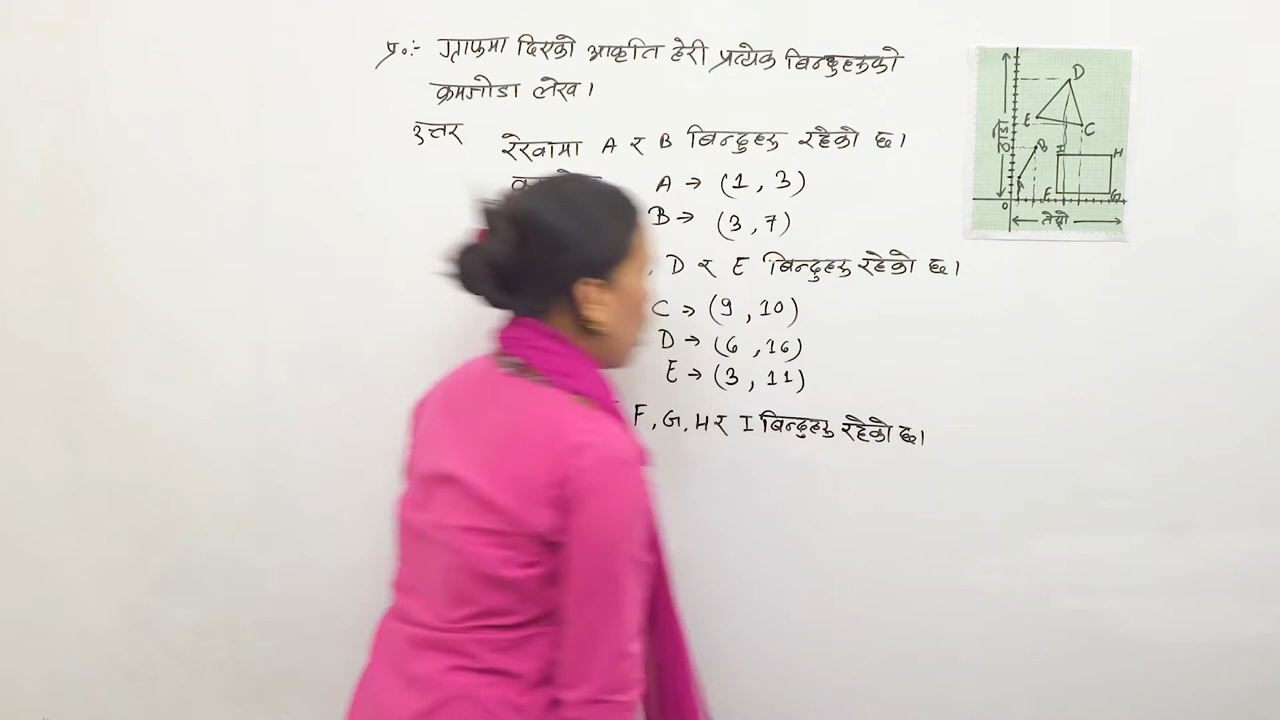 प्र०:- ग्राफमा दिएको आकृति हेरी प्रत्येक बिन्दुहरुको
क्रमजोडा लेख।
उत्तर
रेखामा A र B बिन्दुहरु रहेको छ।
A → (1, 3)
B → (3, 7)
, D र E बिन्दुहरु रहेको छ।
C → (9, 10)
D → (6, 16)
E → (3, 11)
F, G, H र I बिन्दुहरु रहेको छ।
D
E
C
ठाडो
B
I
H
A
F
G
0
तेर्सो